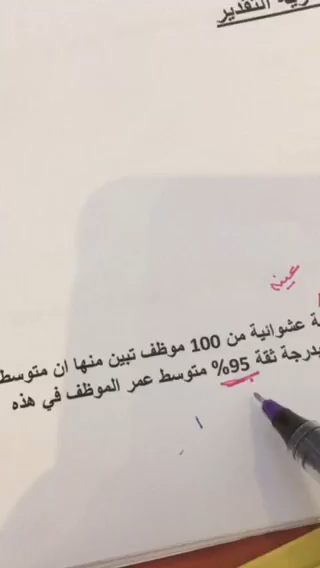 التقدير
عينة
عشوائية من 100 موظف تبين منها ان متوسط
بدرجة ثقة 95% متوسط عمر الموظف في هذه